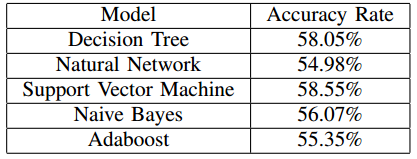 Model Accuracy Rate
Decision Tree 58.05%
Natural Network 54.98%
Support Vector Machine 58.55%
Naive Bayes 56.07%
Adaboost 55.35%